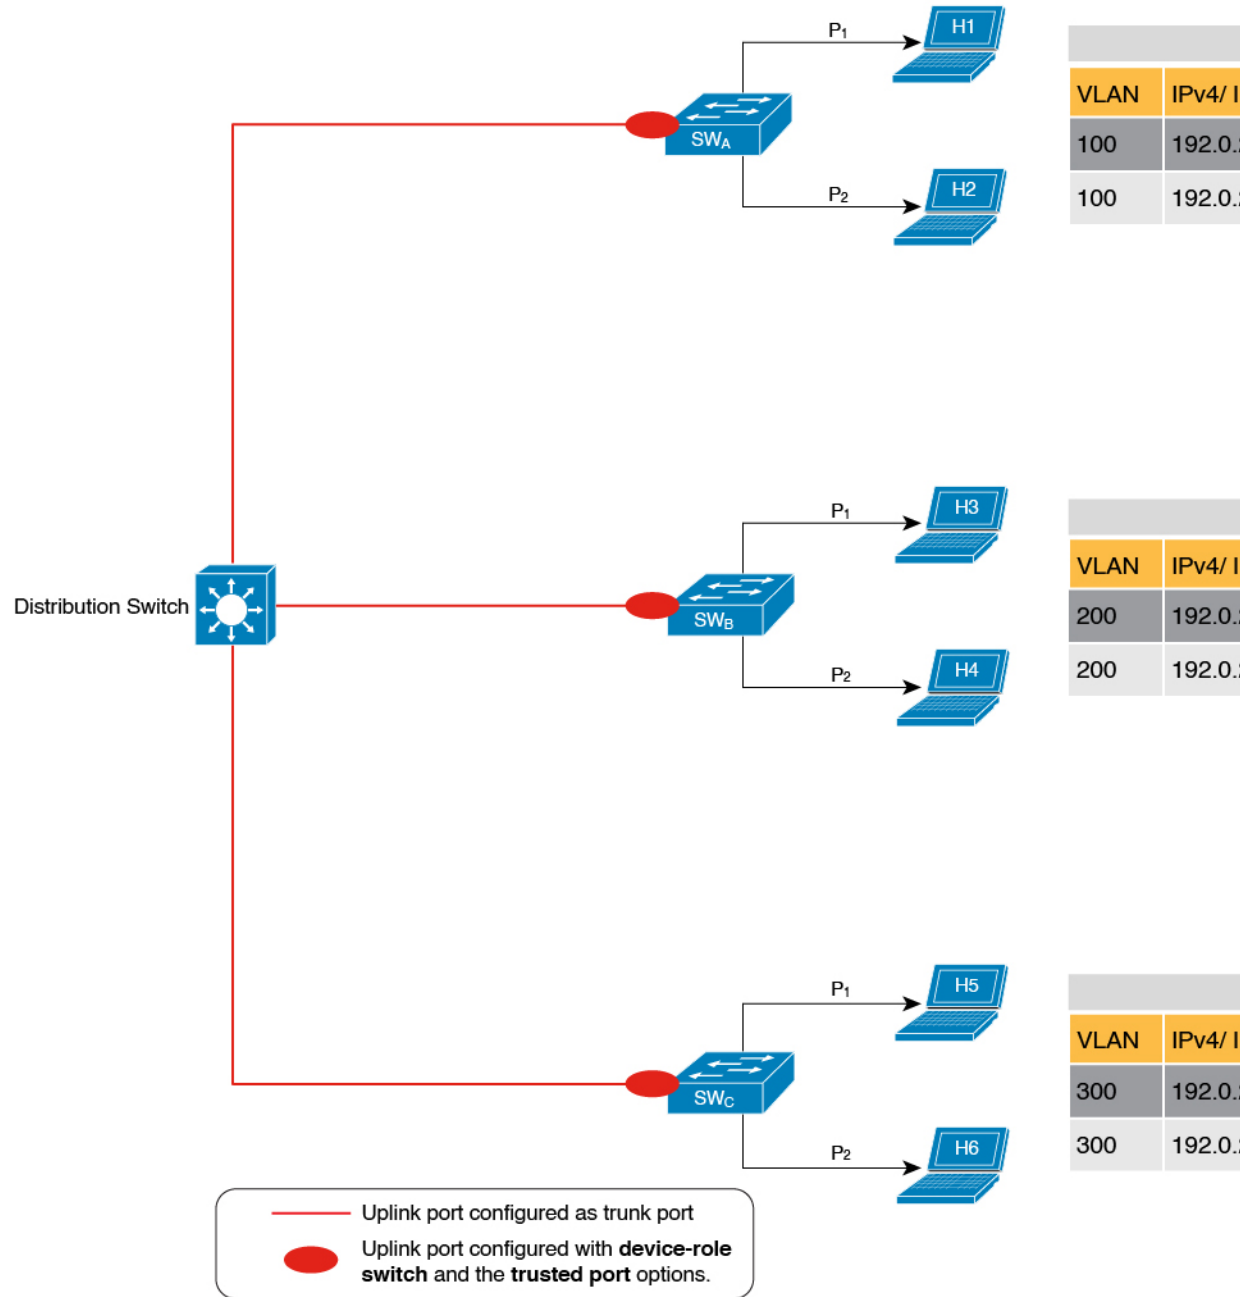 P1
H1
SWA
P2
H2
VLAN IPv4/ I
100 192.0.
100 192.0.
P1
H3
Distribution Switch
SWB
P2
H4
VLAN IPv4/ I
200 192.0.
200 192.0.
P1
H5
SWC
P2
H6
VLAN IPv4/ I
300 192.0.
300 192.0.
Uplink port configured as trunk port
Uplink port configured with device-role
switch and the trusted port options.